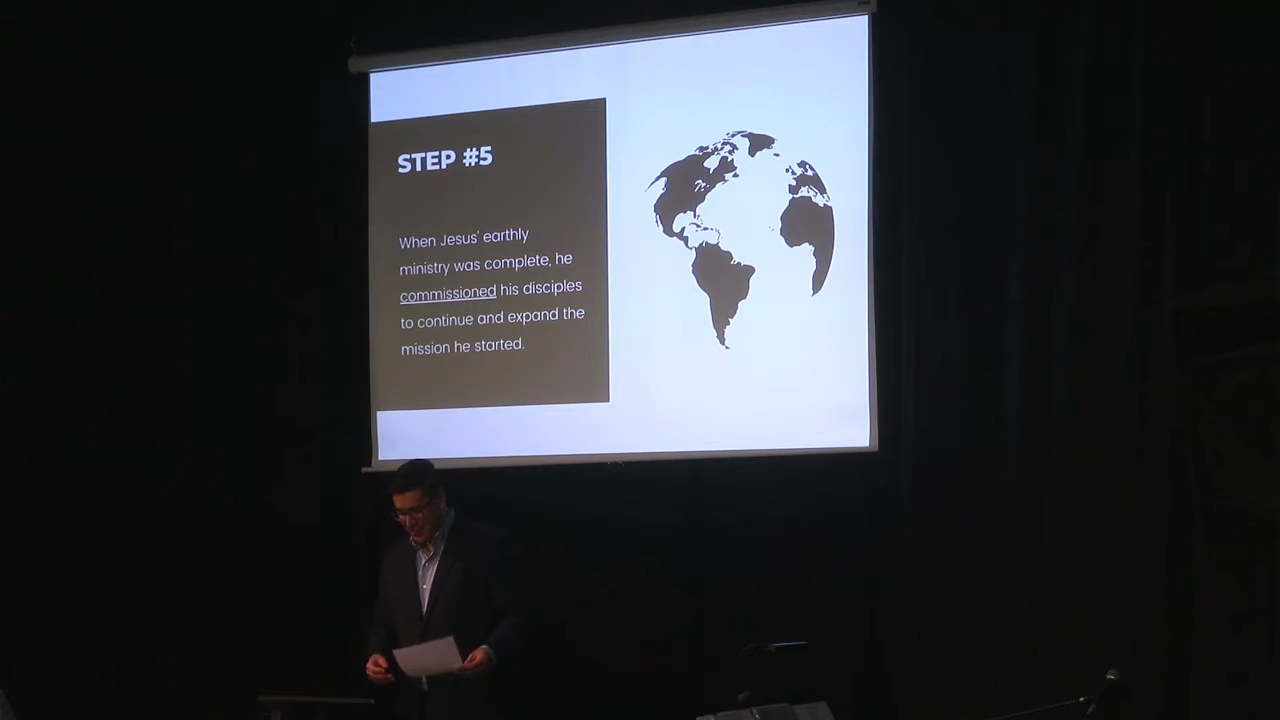 STEP #5
When Jesus' earthly
ministry was complete, he
commissioned his disciples
to continue and expand the
mission he started.